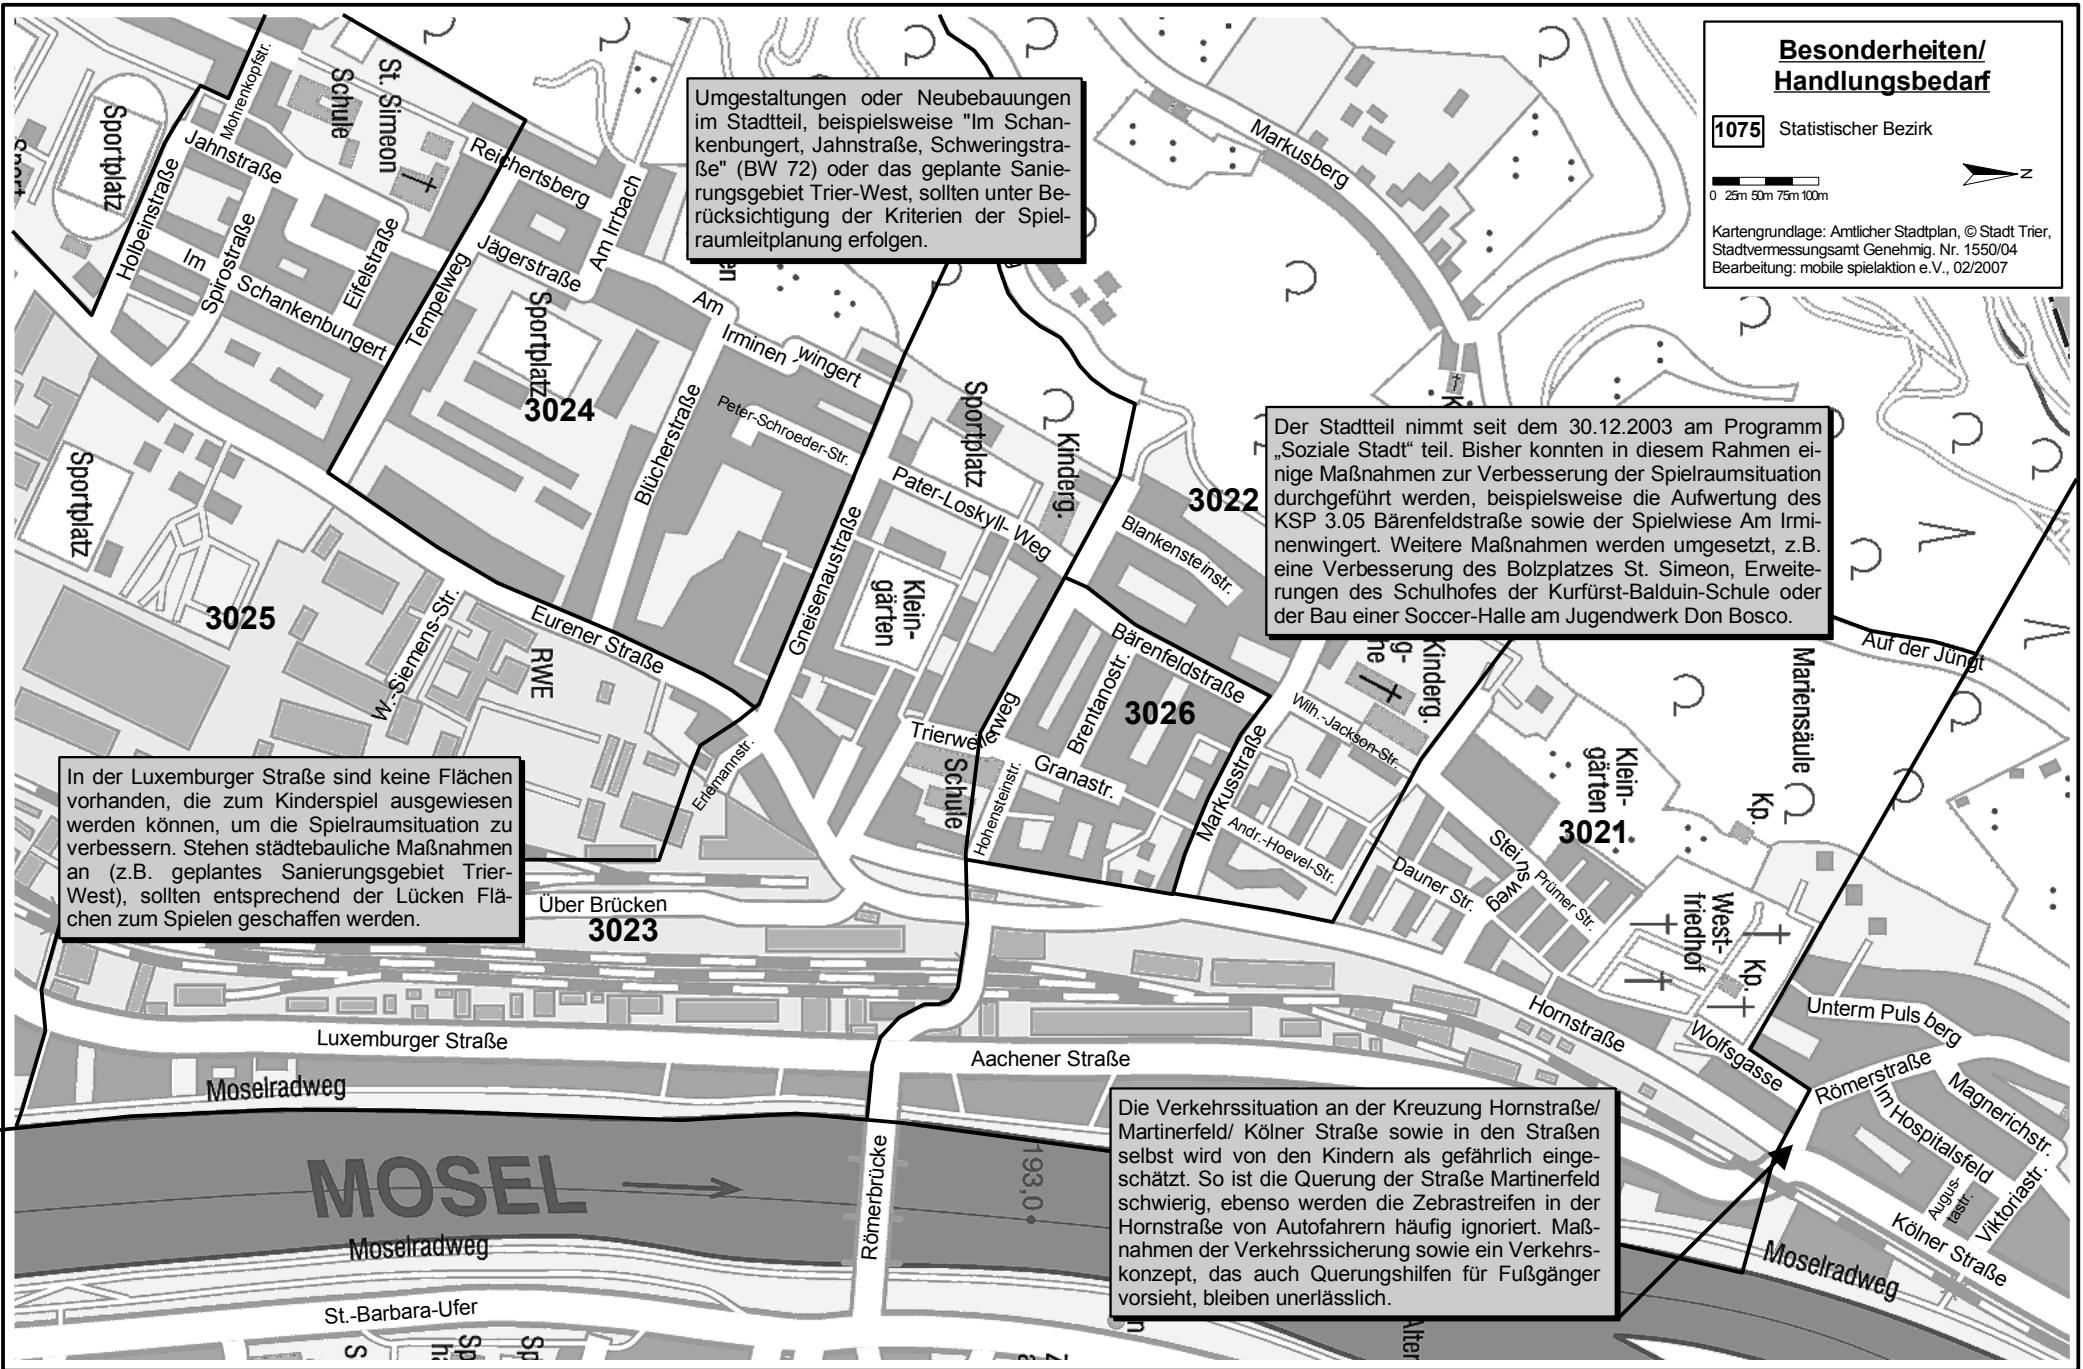 Besonderheiten/
Handlungsbedarf
1075 Statistischer Bezirk
N
0 25m 50m 75m 100m
Kartengrundlage: Amtlicher Stadtplan, © Stadt Trier,
Stadtvermessungsamt Genehmig. Nr. 1550/04
Bearbeitung: mobile spielaktion e.V., 02/2007
Umgestaltungen oder Neubebauungen
im Stadtteil, beispielsweise "Im Schan-
kenbungert, Jahnstraße, Schweringstra-
ße" (BW 72) oder das geplante Sanie-
rungsgebiet Trier-West, sollten unter Be-
rücksichtigung der Kriterien der Spiel-
raumleitplanung erfolgen.
Der Stadtteil nimmt seit dem 30.12.2003 am Programm
„Soziale Stadt“ teil. Bisher konnten in diesem Rahmen ei-
nige Maßnahmen zur Verbesserung der Spielraumsituation
durchgeführt werden, beispielsweise die Aufwertung des
KSP 3.05 Bärenfeldstraße sowie der Spielwiese Am Irmi-
nenwingert. Weitere Maßnahmen werden umgesetzt, z.B.
eine Verbesserung des Bolzplatzes St. Simeon, Erweite-
rungen des Schulhofes der Kurfürst-Balduin-Schule oder
der Bau einer Soccer-Halle am Jugendwerk Don Bosco.
In der Luxemburger Straße sind keine Flächen
vorhanden, die zum Kinderspiel ausgewiesen
werden können, um die Spielraumsituation zu
verbessern. Stehen städtebauliche Maßnahmen
an (z.B. geplantes Sanierungsgebiet Trier-
West), sollten entsprechend der Lücken Flä-
chen zum Spielen geschaffen werden.
Die Verkehrssituation an der Kreuzung Hornstraße/
Martinerfeld/ Kölner Straße sowie in den Straßen
selbst wird von den Kindern als gefährlich einge-
schätzt. So ist die Querung der Straße Martinerfeld
schwierig, ebenso werden die Zebrastreifen in der
Hornstraße von Autofahrern häufig ignoriert. Maß-
nahmen der Verkehrssicherung sowie ein Verkehrs-
konzept, das auch Querungshilfen für Fußgänger
vorsieht, bleiben unerlässlich.
Mohrenkopfstr.
Schule
St. Simeon
Sportplatz
Jahnstraße
Reichertsberg
Holbeinstraße
Spirostraße
Eifelstraße
Im Schankenbungert
Tempelweg
Jägerstraße
Am Irrbach
Sportplatz
3024
Am Irminen wingert
Blücherstraße
Peter-Schroeder-Str.
Gneisenaustraße
Pater-Loskyll- Weg
Sportplatz
Kinderg.
Markusberg
3022
Blankensteinstr.
Klein-
gärten
Sportplatz
3025
W.-Siemens-Str.
RWE
Eurener Straße
Erlemannstr.
Trierweilerweg
Schule
Hohensteinstr.
Granastr.
Brentanostr.
Bärenfeldstraße
3026
Markusstraße
Wilh.-Jackson-Str.
Andr.-Hoevel-Str.
Kinderg.
Auf der Jüngt
Mariensäule
Klein-
gärten
3021
Kp.
Steinsweg
Prümer Str.
Dauner Str.
West-
friedhof
Kp.
Über Brücken
3023
Hornstraße
Wolfsgasse
Unterm Puls berg
Römerstraße
Magnerichstr.
Im Hospitalsfeld
Augus-
tastr.
Viktoriastr.
Kölner Straße
Luxemburger Straße
Aachener Straße
Moselradweg
MOSEL
193,0
Römerbrücke
Moselradweg
Moselradweg
St.-Barbara-Ufer